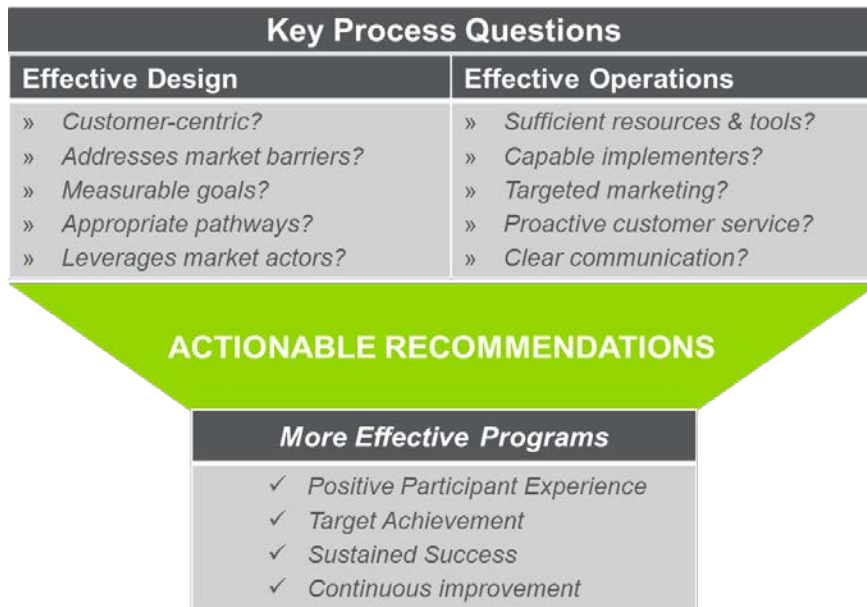 Key Process Questions
Effective Design
» Customer-centric?
» Addresses market barriers?
» Measurable goals?
» Appropriate pathways?
» Leverages market actors?
Effective Operations
» Sufficient resources & tools?
» Capable implementers?
» Targeted marketing?
» Proactive customer service?
» Clear communication?
ACTIONABLE RECOMMENDATIONS
More Effective Programs
✓ Positive Participant Experience
✓ Target Achievement
✓ Sustained Success
✓ Continuous improvement